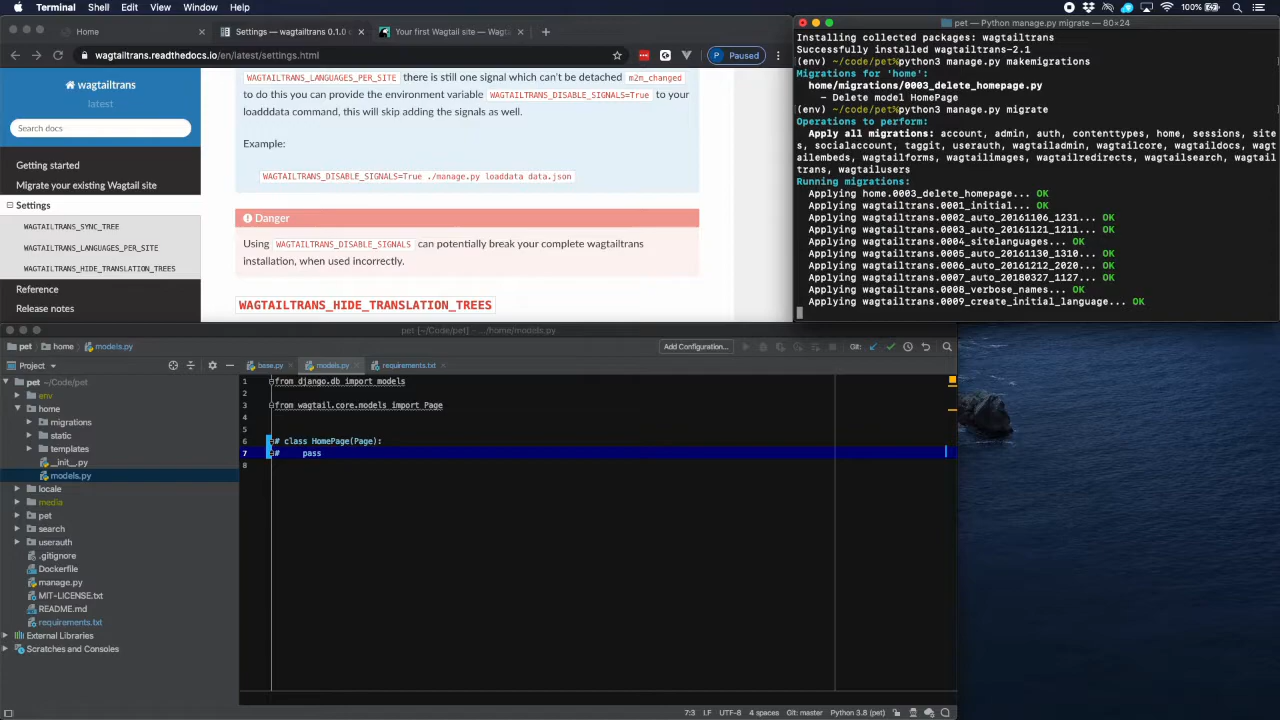 Terminal Shell Edit View Window Help
100%
Home
Settings — wagtailtrans 0.1.0 d
Your first Wagtail site — Wagta
wagtailtrans.readthedocs.io/en/latest/settings.html
P Paused
wagtailtrans
latest
Search docs
Getting started
Migrate your existing Wagtail site
Settings
WAGTAILTRANS_SYNC_TREE
WAGTAILTRANS_LANGUAGES_PER_SITE
WAGTAILTRANS_HIDE_TRANSLATION_TREES
Reference
Release notes
WAGTAILTRANS_LANGUAGES_PER_SITE there is still one signal which can't be detached m2m_changed
to do this you can provide the environment variable WAGTAILTRANS_DISABLE_SIGNALS=True to your
loadddata command, this will skip adding the signals as well.
Example:
WAGTAILTRANS_DISABLE_SIGNALS=True ./manage.py loaddata data.json
Danger
Using WAGTAILTRANS_DISABLE_SIGNALS can potentially break your complete wagtailtrans
installation, when used incorrectly.
WAGTAILTRANS_HIDE_TRANSLATION_TREES
pet — Python manage.py migrate — 80×24
Installing collected packages: wagtailtrans
Successfully installed wagtailtrans-2.1
(env) ~/code/pet%python3 manage.py makemigrations
Migrations for 'home':
home/migrations/0003_delete_homepage.py
- Delete model HomePage
(env) ~/code/pet%python3 manage.py migrate
Operations to perform:
Apply all migrations: account, admin, auth, contenttypes, home, sessions, site
s, socialaccount, taggit, userauth, wagtailadmin, wagtailcore, wagtaildocs, wagt
ailembeds, wagtailforms, wagtailimages, wagtailredirects, wagtailsearch, wagtail
trans, wagtailusers
Running migrations:
Applying home.0003_delete_homepage... OK
Applying wagtailtrans.0001_initial... OK
Applying wagtailtrans.0002_auto_20161106_1231... OK
Applying wagtailtrans.0003_auto_20161121_1211... OK
Applying wagtailtrans.0004_sitelanguages... OK
Applying wagtailtrans.0005_auto_20161130_1310... OK
Applying wagtailtrans.0006_auto_20161212_2020... OK
Applying wagtailtrans.0007_auto_20180327_1127... OK
Applying wagtailtrans.0008_verbose_names... OK
Applying wagtailtrans.0009_create_initial_language... OK
pet [~/Code/pet] - .../home/models.py
pet home models.py
Add Configuration...
Git:
Project
base.py
models.py
requirements.txt
pet ~/Code/pet
env
home
migrations
static
templates
__init__.py
models.py
locale
media
pet
search
userauth
.gitignore
Dockerfile
manage.py
MIT-LICENSE.txt
README.md
requirements.txt
External Libraries
Scratches and Consoles
1 from django.db import models
2
3 from wagtail.core.models import Page
4
5
6 # class HomePage(Page):
7 # pass
8
7:3 LF UTF-8 4 spaces Git: master Python 3.8 (pet)